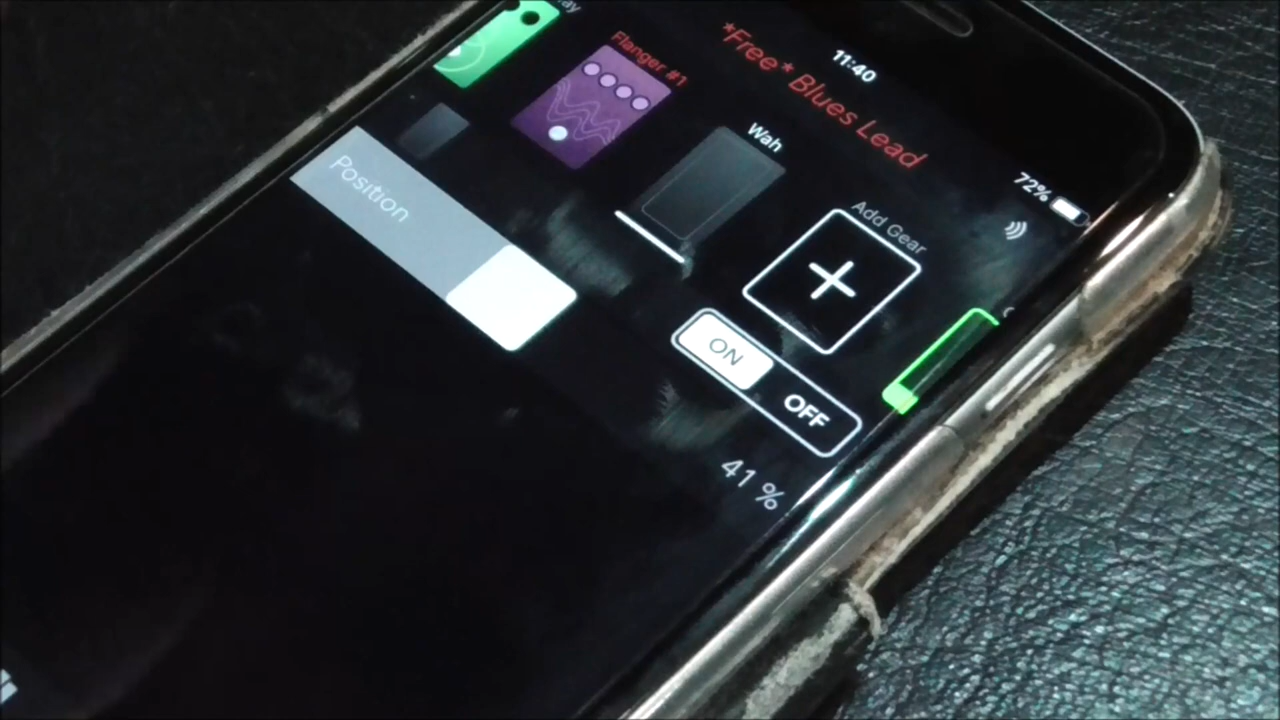 11:40
72%
*Free* Blues Lead
Flanger #1
Wah
Add Gear
Position
ON
OFF
41 %